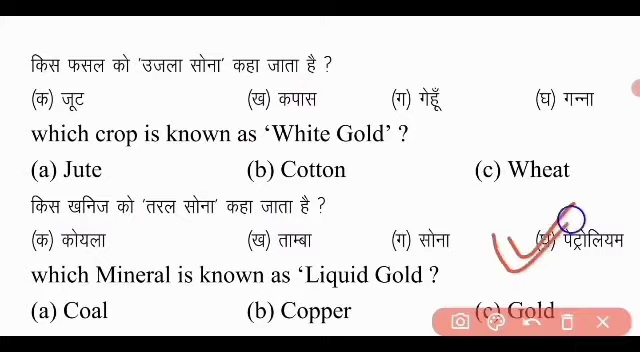 किस फसल को 'उजला सोना' कहा जाता है ?
(क) जूट (ख) कपास (ग) गेहूँ (घ) गन्ना
which crop is known as ‘White Gold’ ?
(a) Jute (b) Cotton (c) Wheat
किस खनिज को 'तरल सोना' कहा जाता है ?
(क) कोयला (ख) ताम्बा (ग) सोना (घ) पेट्रोलियम
which Mineral is known as ‘Liquid Gold ?
(a) Coal (b) Copper (c) Gold